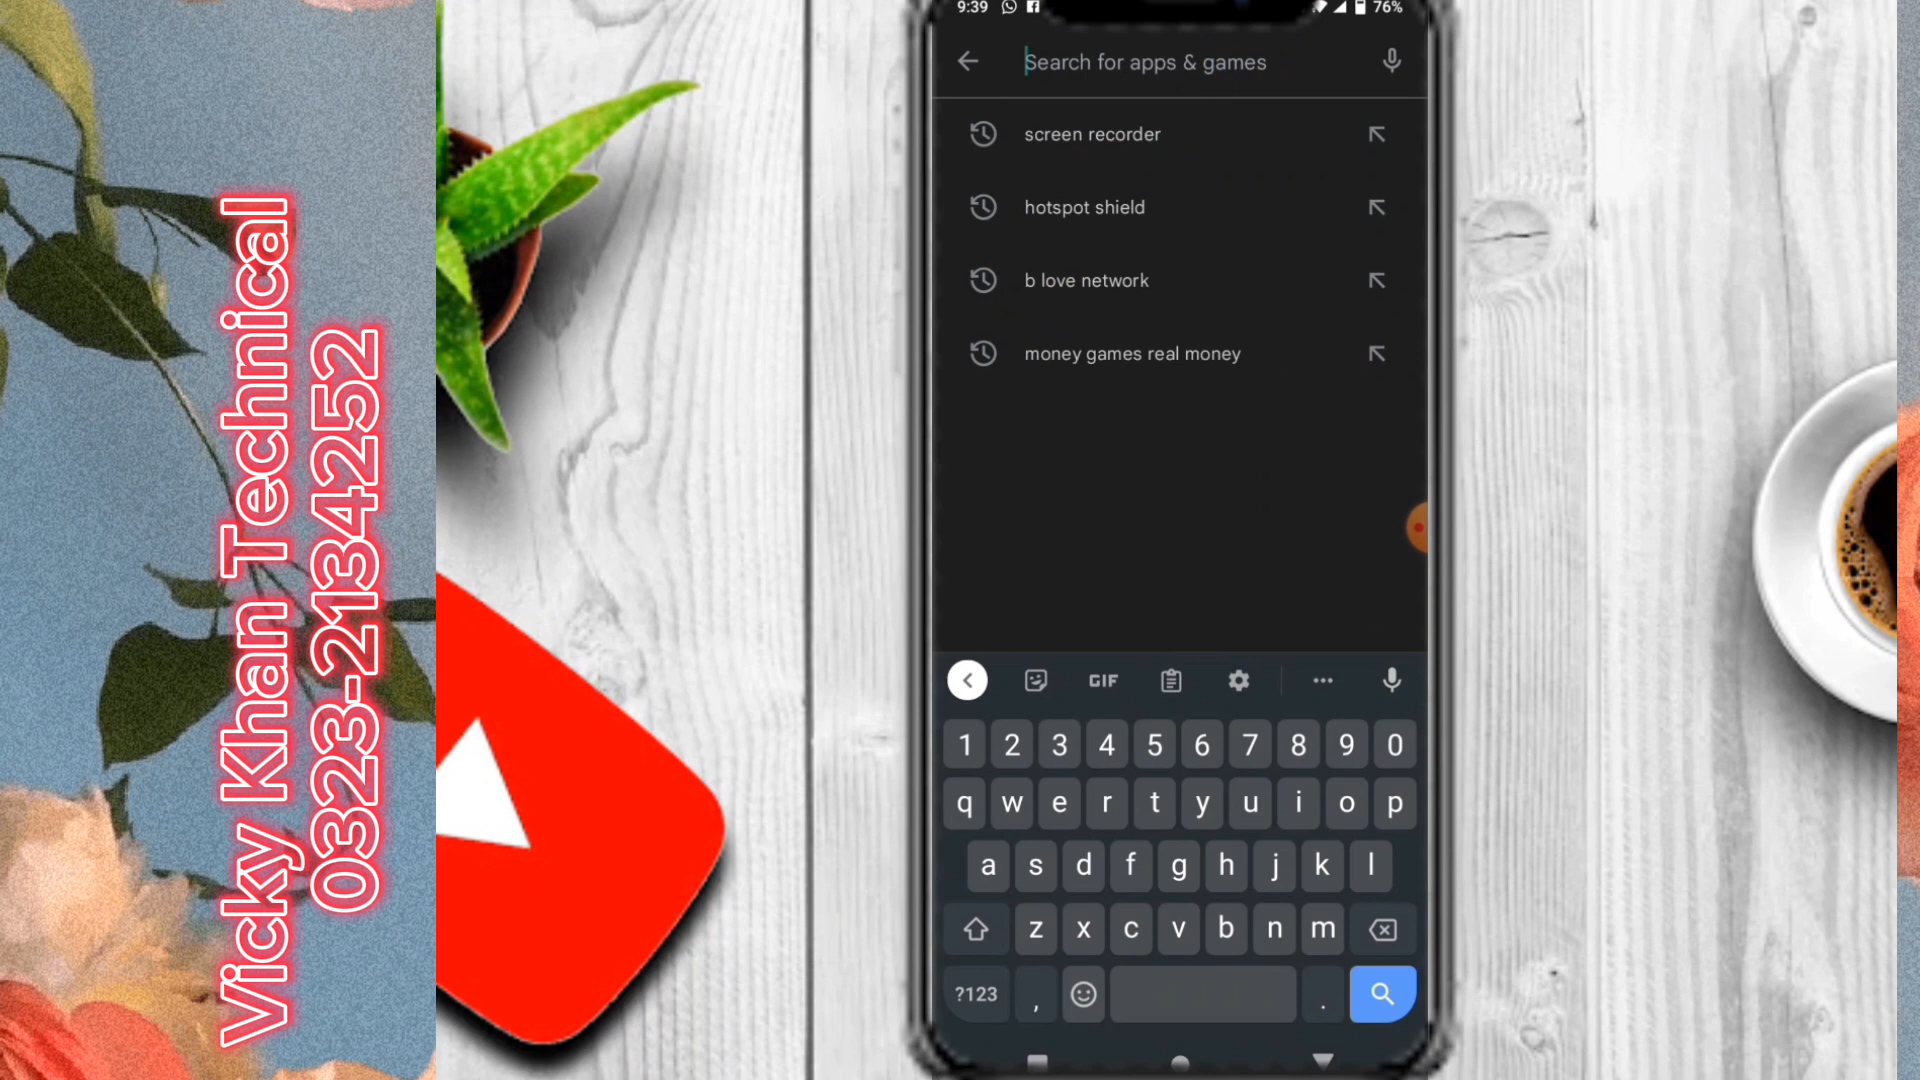 Vicky Khan Technical
0323-2134252
9:39
76%
Search for apps & games
screen recorder
hotspot shield
b love network
money games real money
GIF
1 2 3 4 5 6 7 8 9 0
q w e r t y u i o p
a s d f g h j k l
z x c v b n m
?123 , .